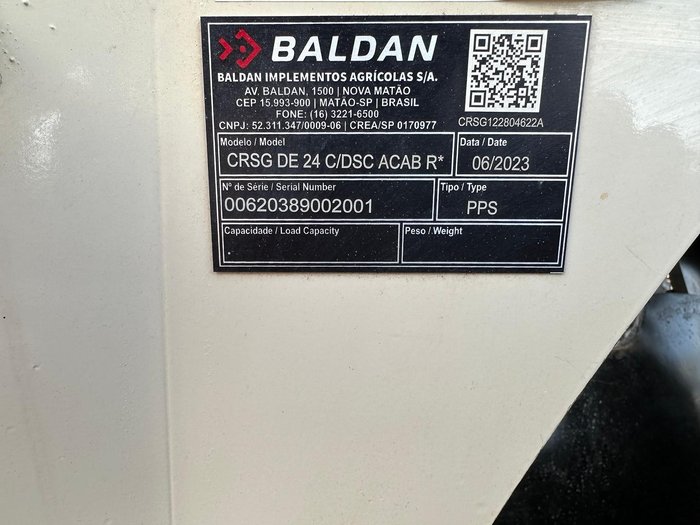 BALDAN
BALDAN IMPLEMENTOS AGRÍCOLAS S/A.
AV. BALDAN, 1500 | NOVA MATÃO
CEP 15.993-900 | MATÃO-SP | BRASIL
FONE: (16) 3221-6500
CNPJ: 52.311.347/0009-06 | CREA/SP 0170977
CRSG122804622A
Modelo / Model
CRSG DE 24 C/DSC ACAB R*
Data / Date
06/2023
N° de Série / Serial Number
00620389002001
Tipo / Type
PPS
Capacidade / Load Capacity
Peso / Weight